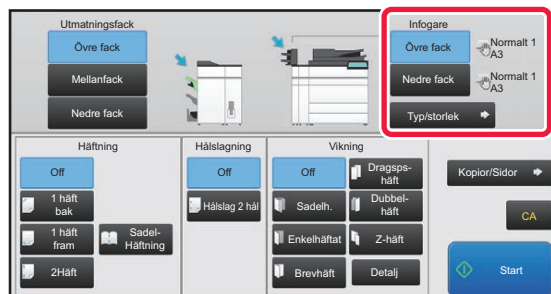 Utmatningsfack
Övre fack
Mellanfack
Nedre fack
Infogare
Övre fack
Normalt 1
A3
Nedre fack
Normalt 1
A3
Typ/storlek
Häftning
Off
1 häft
bak
1 häft
fram
Sadel-
Häftning
2Häft
Hålslagning
Off
Hålslag 2 hål
Vikning
Off
Dragsps-
häft
Sadelh.
Dubbel-
häft
Enkelhäftat
Z-häft
Brevhäft
Detalj
Kopior/Sidor
CA
Start